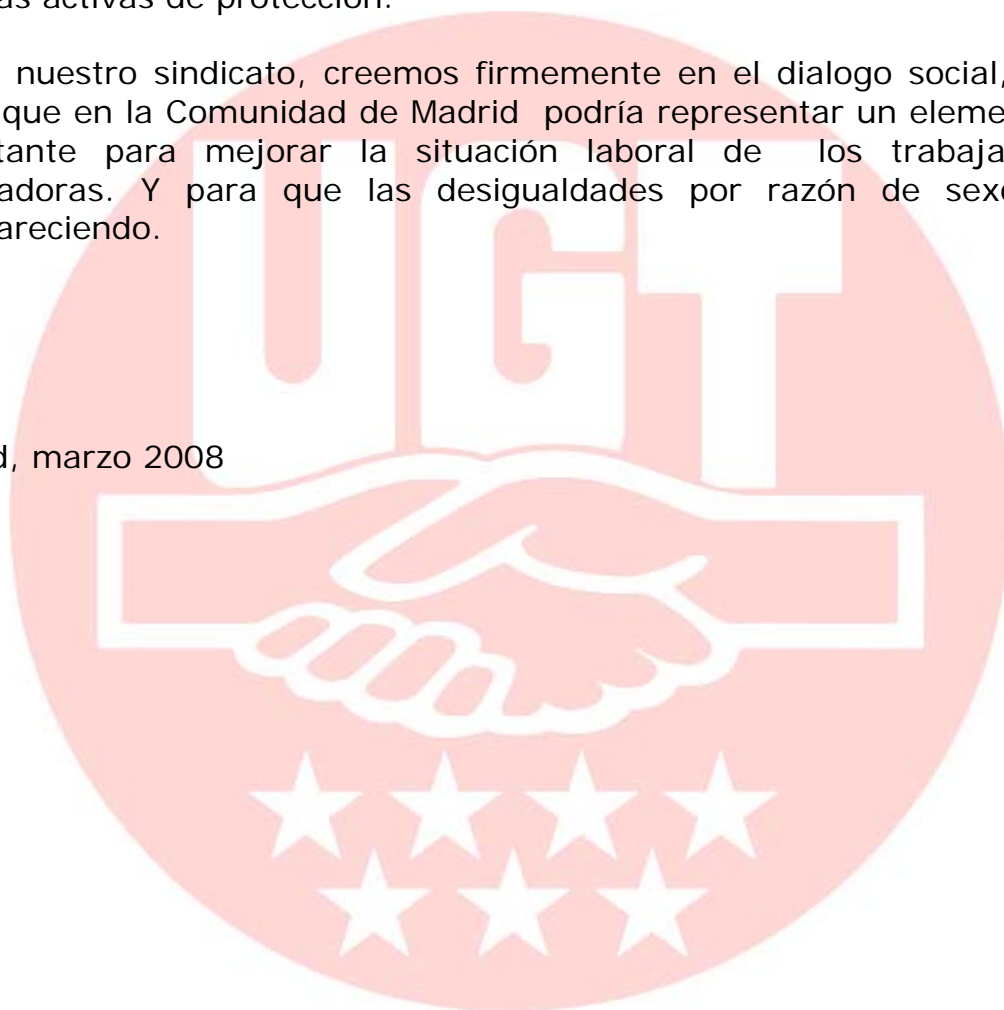 as activas de protección.
nuestro sindicato, creemos firmemente en el dialogo social,
que en la Comunidad de Madrid podría representar un eleme
tante para mejorar la situación laboral de los trabaja
adoras. Y para que las desigualdades por razón de sex
areciendo.
UGT
d, marzo 2008